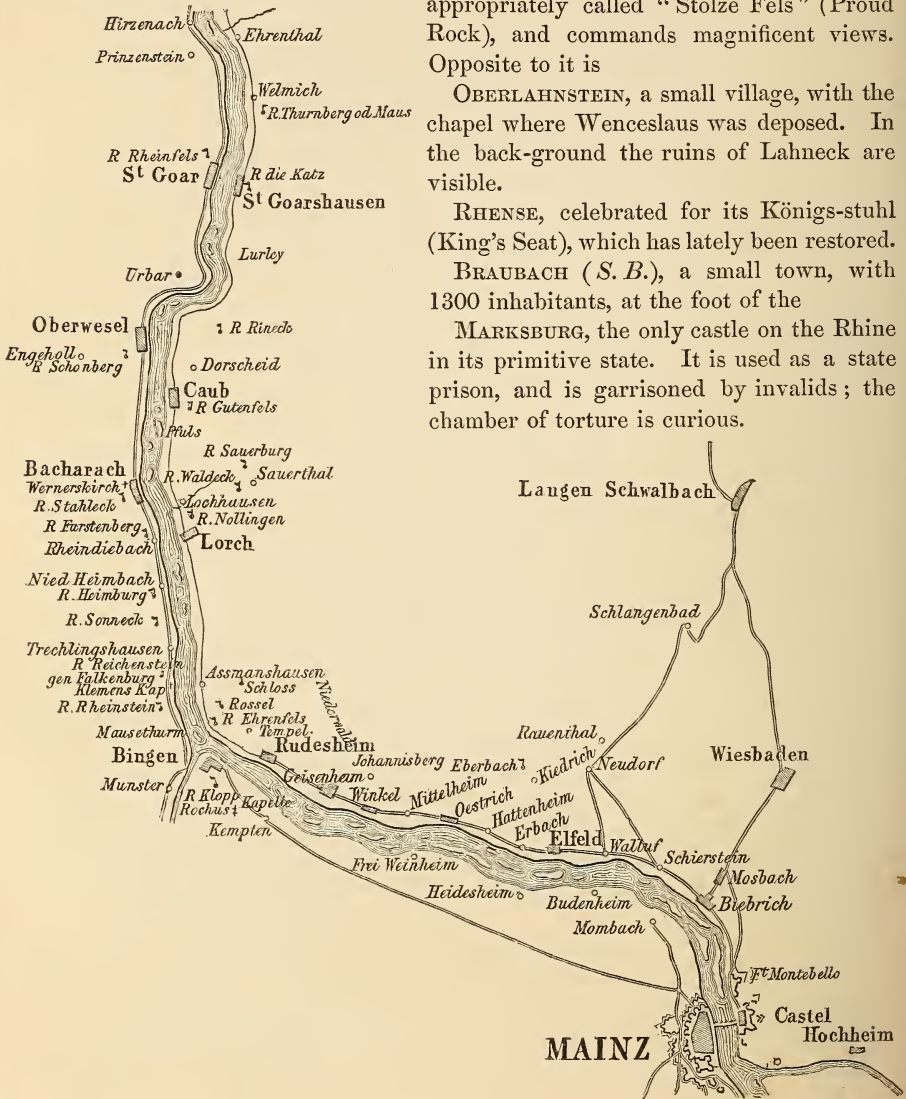 appropriately called "Stolze Fels" (Proud
Rock), and commands magnificent views.
Opposite to it is
OBERLAHNSTEIN, a small village, with the
chapel where Wenceslaus was deposed. In
the back-ground the ruins of Lahneck are
visible.
RHENSE, celebrated for its Königs-stuhl
(King's Seat), which has lately been restored.
BRAUBACH (S. B.), a small town, with
1300 inhabitants, at the foot of the
MARKSBURG, the only castle on the Rhine
in its primitive state. It is used as a state
prison, and is garrisoned by invalids; the
chamber of torture is curious.
Hirzenach
Ehrenthal
Prinzenstein
Welmich
R. Thurnberg od. Maus
R Rheinfels
St Goar
R die Katz
St Goarshausen
Lurley
Urbar
Oberwesel
R Rineck
Engeholl
R Schonberg
Dorscheid
Caub
R Gutenfels
Pfuls
R Sauerburg
Bacharach
R. Waldeck
Sauerthal
Wernerskirch
R. Stahleck
Lochhausen
R. Nollingen
R Furstenberg
Lorch
Rheindiebach
Nied Heimbach
R. Heimburg
R. Sonneck
Trechlingshausen
R Reichenstein
gen Falkenburg
Klemens Kap
R. Rheinstein
Assmanshausen
Schloss
Rossel
R Ehrenfels
Tempel.
Niederwald
Mausethurm
Rudesheim
Bingen
Munster
R Klopp
Rochus Kapelle
Kempten
Geisenheim
Johannisberg
Winkel
Mittelheim
Eberbach
Oestrich
Kiedrich
Hattenheim
Erbach
Elfeld
Rauenthal
Neudorf
Walluf
Schierstein
Mosbach
Biebrich
Frei Weinheim
Heidesheim
Budenheim
Mombach
Laugen Schwalbach
Schlangenbad
Wiesbaden
Ft Montebello
Castel
Hochheim
MAINZ